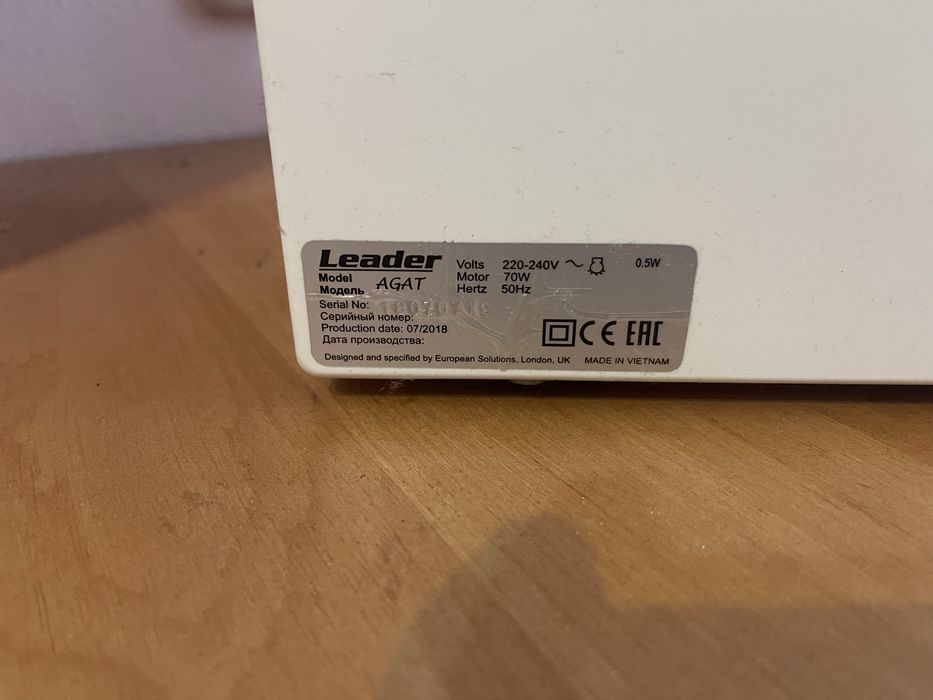 Leader
Model
Модель AGAT
Volts 220-240V 0.5W
Motor 70W
Hertz 50Hz
Serial No:
Серийный номер:
Production date: 07/2018
Дата производства:
CE EAC
Designed and specified by European Solutions, London, UK MADE IN VIETNAM